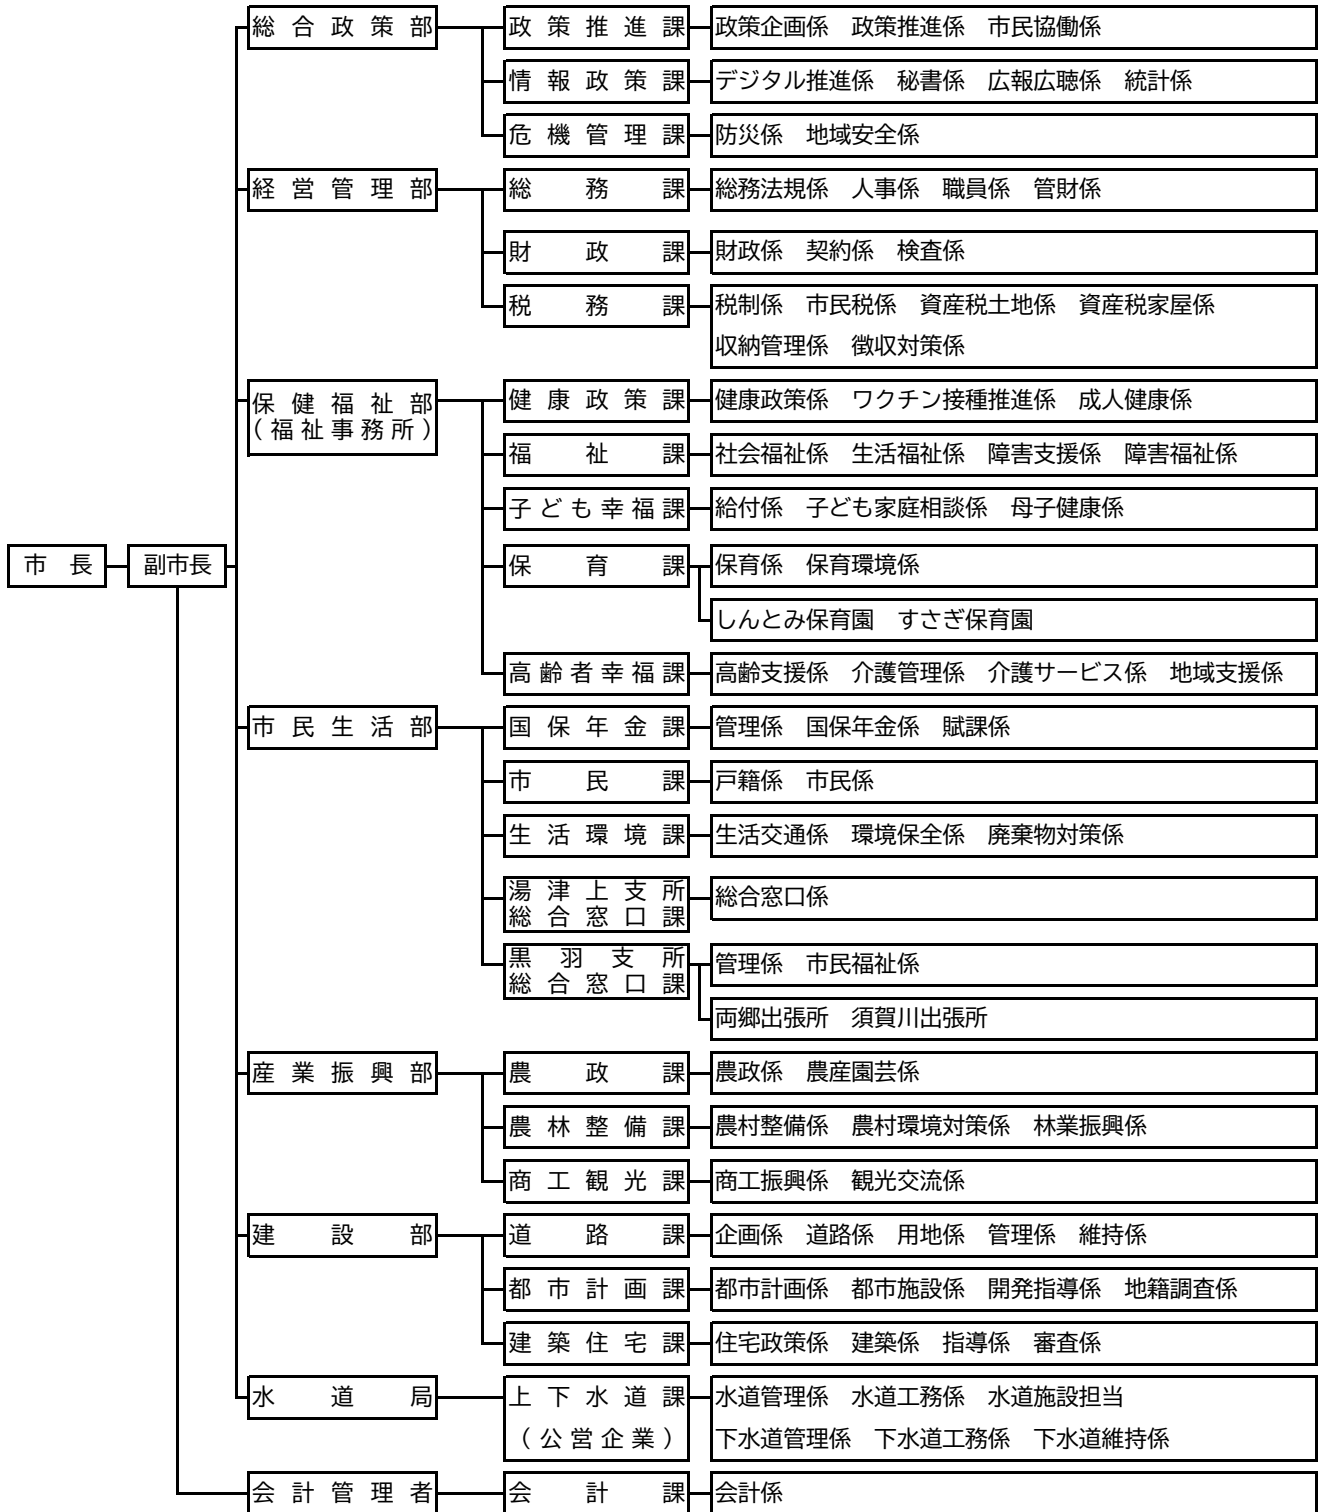 総合政策部 政策推進課 政策企画係　政策推進係　市民協働係
情報政策課 デジタル推進係　秘書係　広報広聴係　統計係
危機管理課 防災係　地域安全係
経営管理部 総務課 総務法規係　人事係　職員係　管財係
財政課 財政係　契約係　検査係
税務課 税制係　市民税係　資産税土地係　資産税家屋係
収納管理係　徴収対策係
保健福祉部
（福祉事務所）
健康政策課 健康政策係　ワクチン接種推進係　成人健康係
福祉課 社会福祉係　生活福祉係　障害支援係　障害福祉係
子ども幸福課 給付係　子ども家庭相談係　母子健康係
市長 副市長 保育課 保育係　保育環境係
しんとみ保育園　すさぎ保育園
高齢者幸福課 高齢支援係　介護管理係　介護サービス係　地域支援係
市民生活部 国保年金課 管理係　国保年金係　賦課係
市民課 戸籍係　市民係
生活環境課 生活交通係　環境保全係　廃棄物対策係
湯津上支所
総合窓口課
総合窓口係
黒羽支所
総合窓口課
管理係　市民福祉係
両郷出張所　須賀川出張所
産業振興部 農政課 農政係　農産園芸係
農林整備課 農村整備係　農村環境対策係　林業振興係
商工観光課 商工振興係　観光交流係
建設部 道路課 企画係　道路係　用地係　管理係　維持係
都市計画課 都市計画係　都市施設係　開発指導係　地籍調査係
建築住宅課 住宅政策係　建築係　指導係　審査係
水道局 上下水道課 水道管理係　水道工務係　水道施設担当
（公営企業） 下水道管理係　下水道工務係　下水道維持係
会計管理者 会計課 会計係